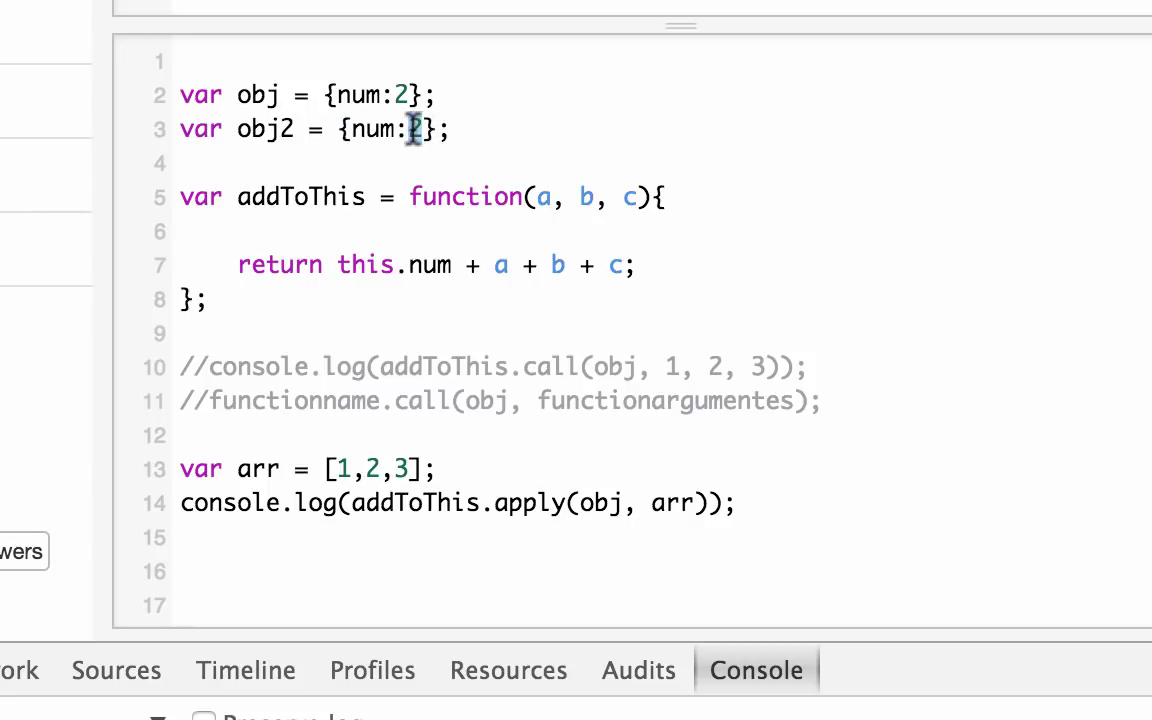 1
2 var obj = {num:2};
3 var obj2 = {num:2};
4
5 var addToThis = function(a, b, c){
6
7 return this.num + a + b + c;
8 };
9
10 //console.log(addToThis.call(obj, 1, 2, 3));
11 //functionname.call(obj, functionargumentes);
12
13 var arr = [1,2,3];
14 console.log(addToThis.apply(obj, arr));
15
wers
16
17
ork Sources Timeline Profiles Resources Audits Console
Preserve log